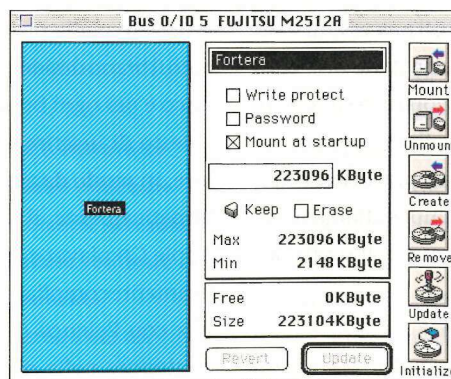 Bus 0/ID 5 FUJITSU M2512A
Fortera
Fortera
Write protect
Password
Mount at startup
223096 KByte
Keep Erase
Max 223096 KByte
Min 2148 KByte
Free 0KByte
Size 223104KByte
Revert Update
Mount
Unmoun
Create
Remove
Update
Initialize